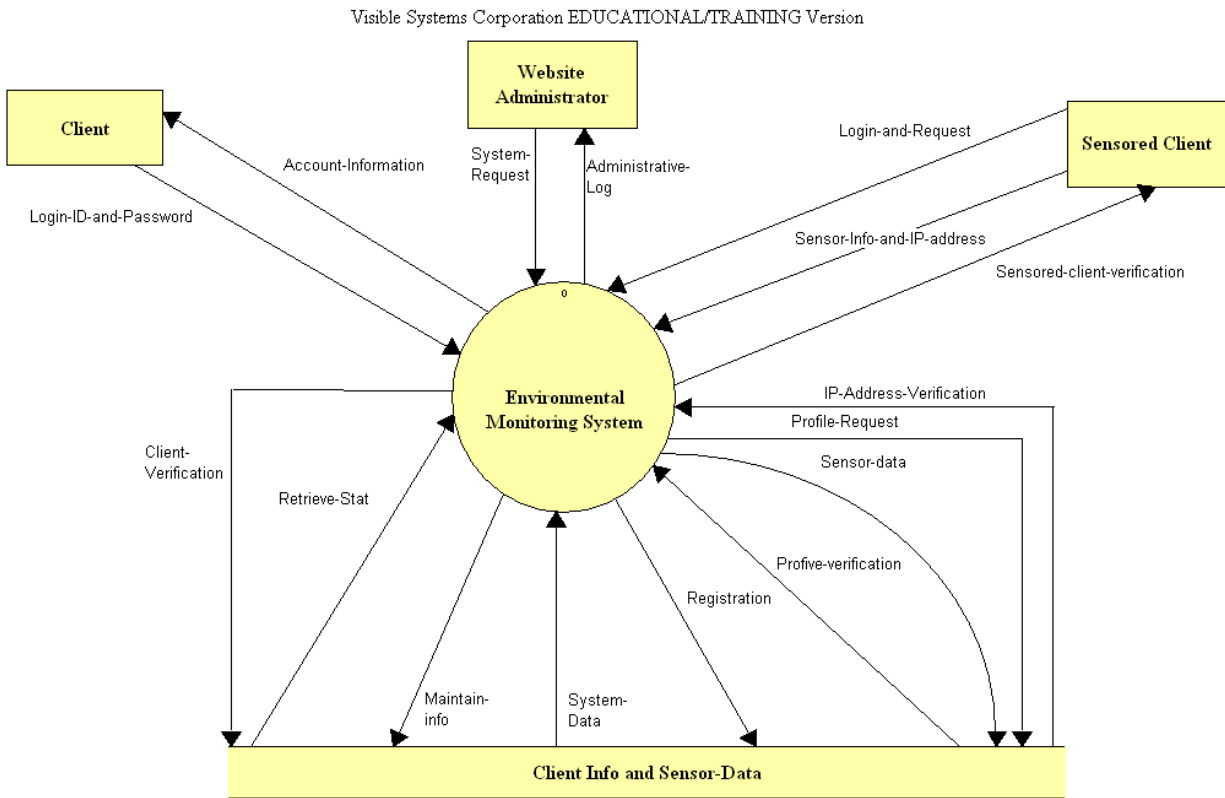 Visible Systems Corporation EDUCATIONAL/TRAINING Version
Website
Administrator
Client
Sensored Client
Login-and-Request
Account-Information
System-
Request
Administrative-
Log
Login-ID-and-Password
Sensor-Info-and-IP-address
Sensored-client-verification
0
Environmental
Monitoring System
IP-Address-Verification
Profile-Request
Client-
Verification
Sensor-data
Retrieve-Stat
Profive-verification
Registration
Maintain-
info
System-
Data
Client Info and Sensor-Data